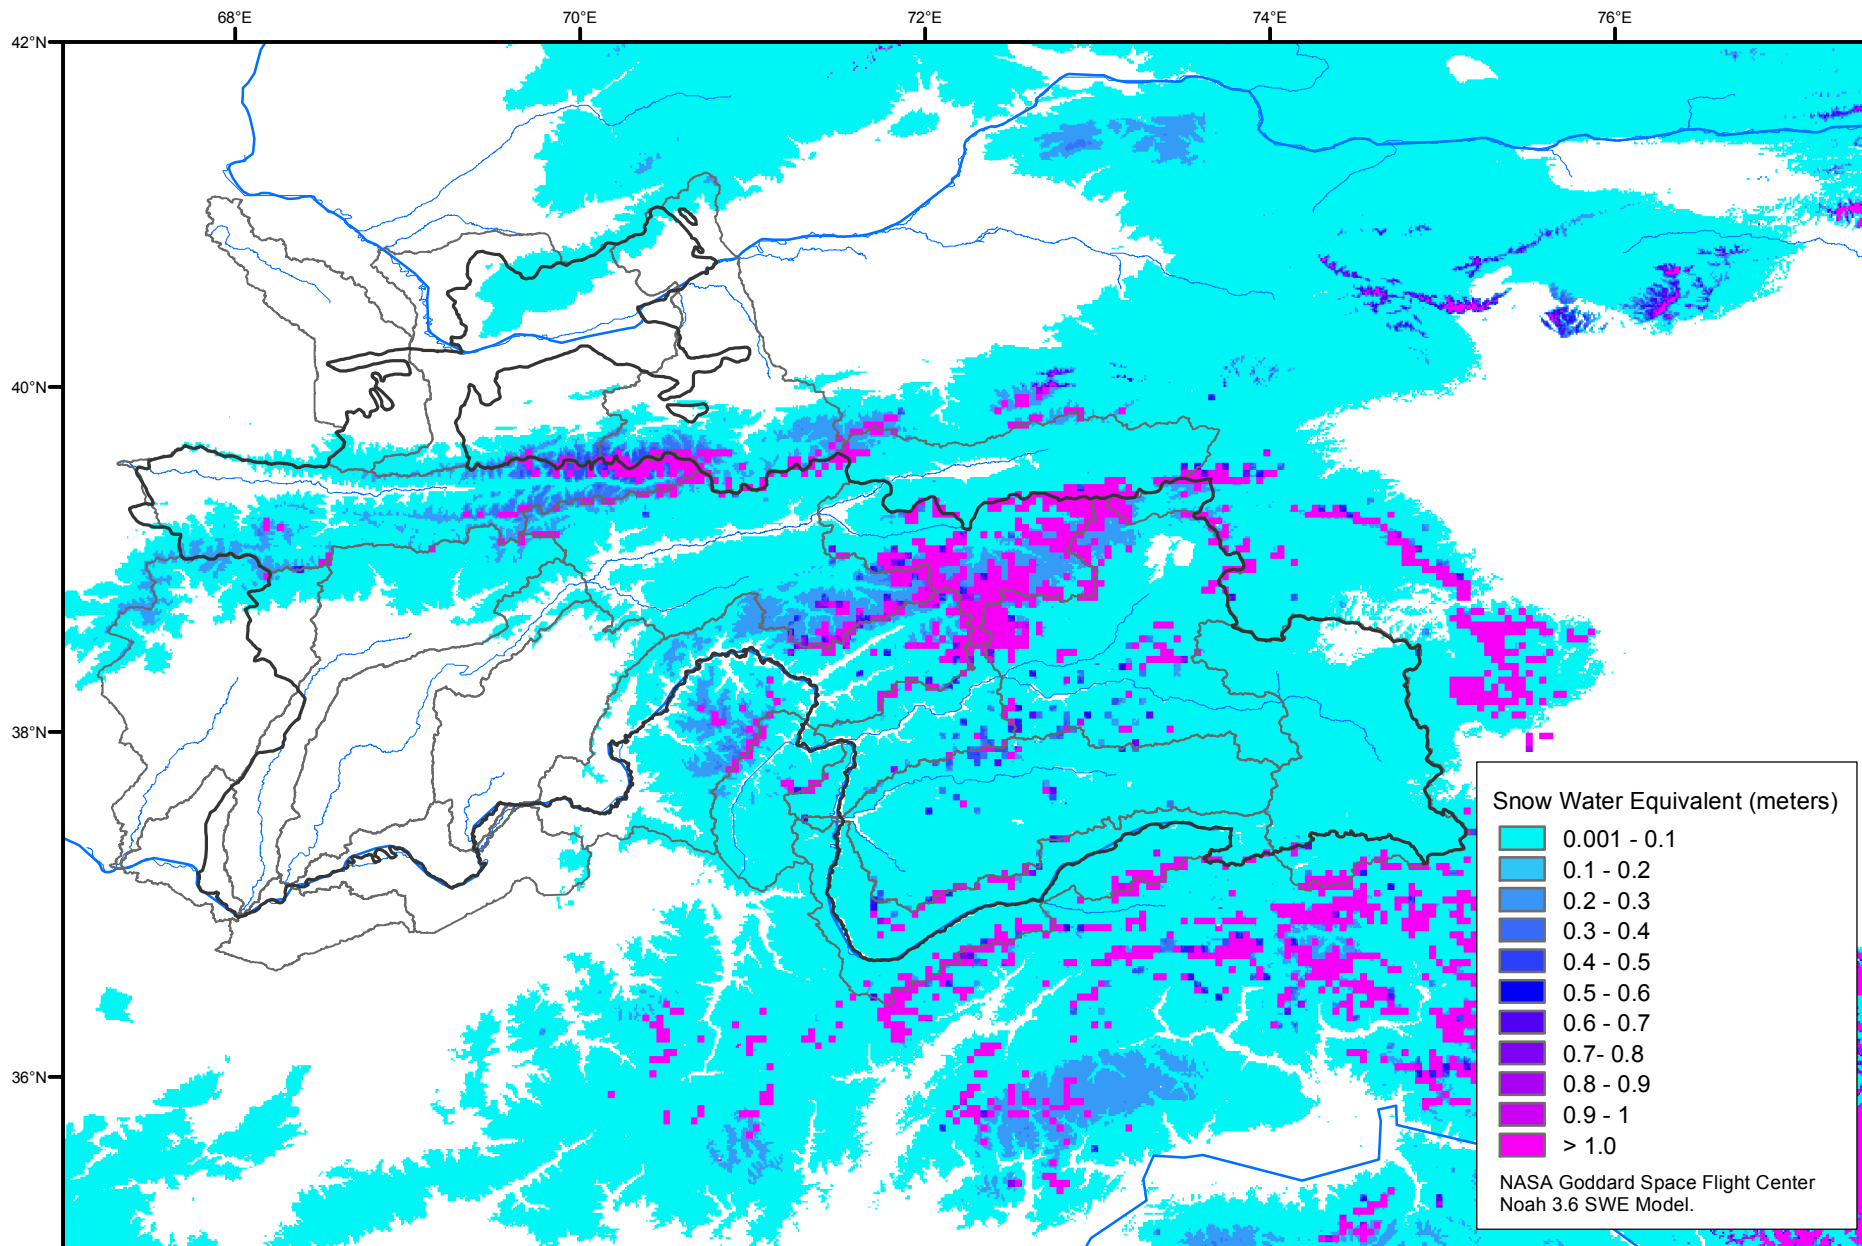 68°E 70°E 72°E 74°E 76°E
42°N
40°N
38°N
36°N
Snow Water Equivalent (meters)
0.001 - 0.1
0.1 - 0.2
0.2 - 0.3
0.3 - 0.4
0.4 - 0.5
0.5 - 0.6
0.6 - 0.7
0.7- 0.8
0.8 - 0.9
0.9 - 1
> 1.0
NASA Goddard Space Flight Center
Noah 3.6 SWE Model.